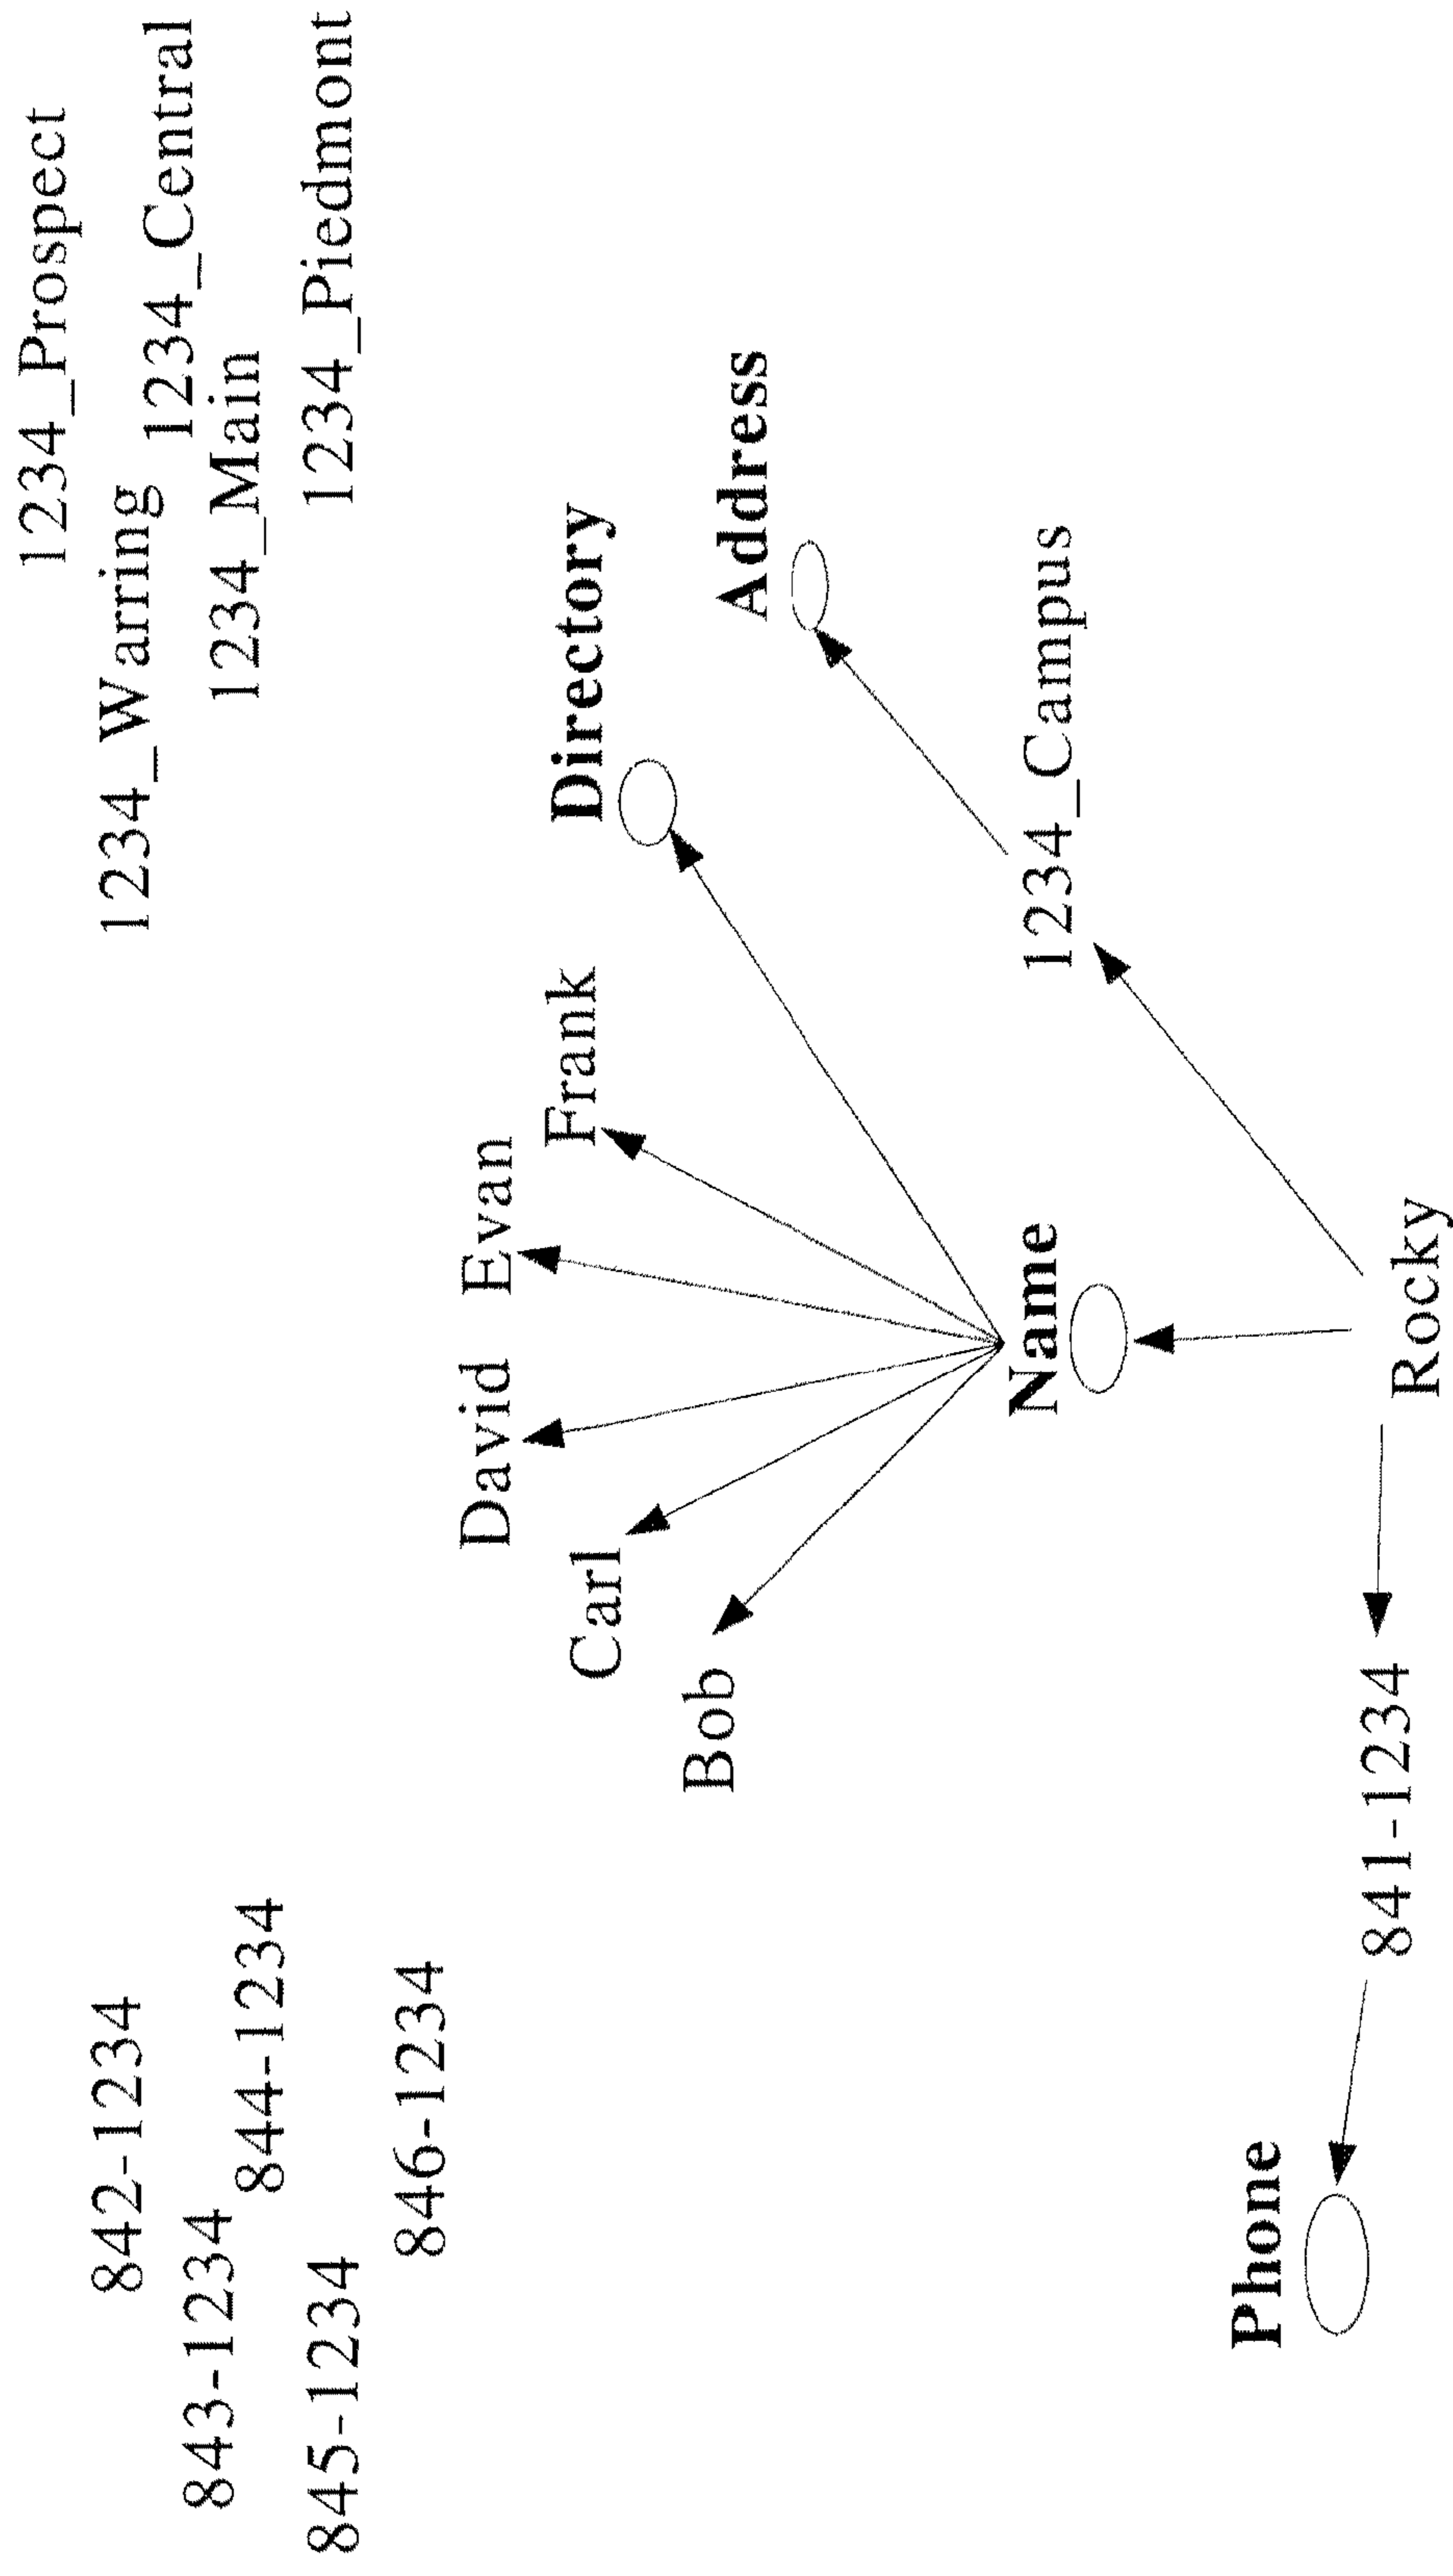 842-1234
1234_Prospect
843-1234
1234_Warring
1234_Central
844-1234
1234_Main
845-1234
1234_Piedmont
846-1234
David
Evan
Carl
Frank
Directory
Bob
Address
Name
1234_Campus
Phone
841-1234
Rocky